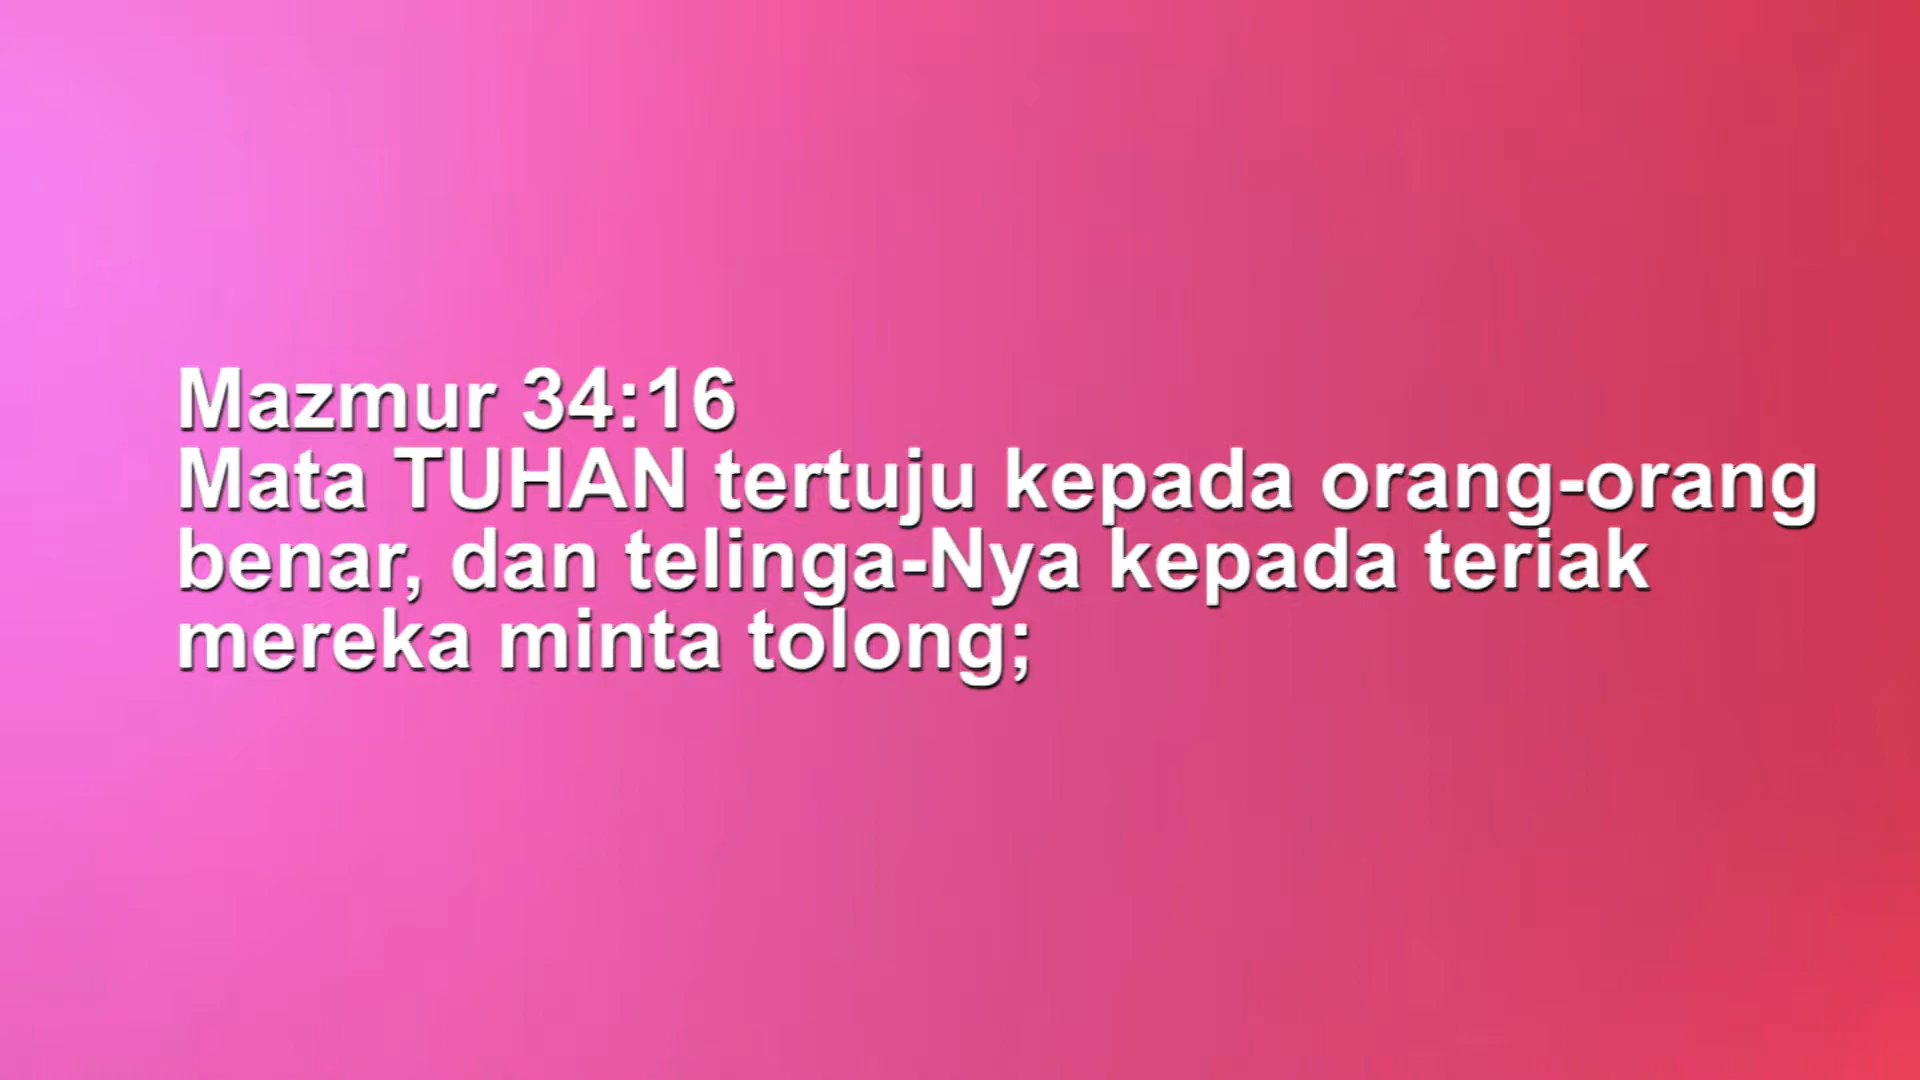 Mazmur 34:16
Mata TUHAN tertuju kepada orang-orang
benar, dan telinga-Nya kepada teriak
mereka minta tolong;